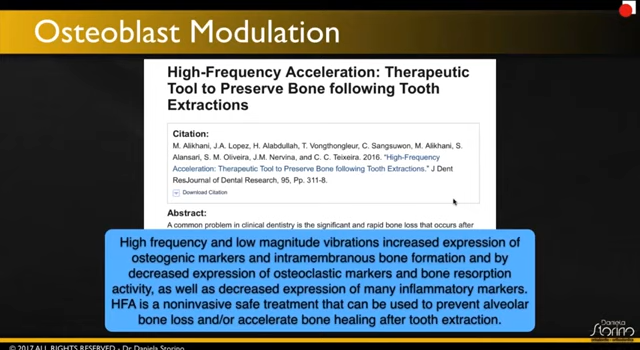 Osteoblast Modulation
High-Frequency Acceleration: Therapeutic
Tool to Preserve Bone following Tooth
Extractions
Citation:
M. Alikhani, J.A. Lopez, H. Alabdullah, T. Vongthongleur, C. Sangsuwon, M. Alikhani, S.
Alansari, S. M. Oliveira, J.M. Nervina, and C. C. Teixeira. 2016. “High-Frequency
Acceleration: Therapeutic Tool to Preserve Bone following Tooth Extractions.” J Dent
ResJournal of Dental Research, 95, Pp. 311-8.
Download Citation
Abstract:
A common problem in clinical dentistry is the significant and rapid bone loss that occurs after
High frequency and low magnitude vibrations increased expression of
osteogenic markers and intramembranous bone formation and by
decreased expression of osteoclastic markers and bone resorption
activity, as well as decreased expression of many inflammatory markers.
HFA is a noninvasive safe treatment that can be used to prevent alveolar
bone loss and/or accelerate bone healing after tooth extraction.
©2017 ALL RIGHTS RESERVED - Dr. Daniela Storino
Daniela
Storino